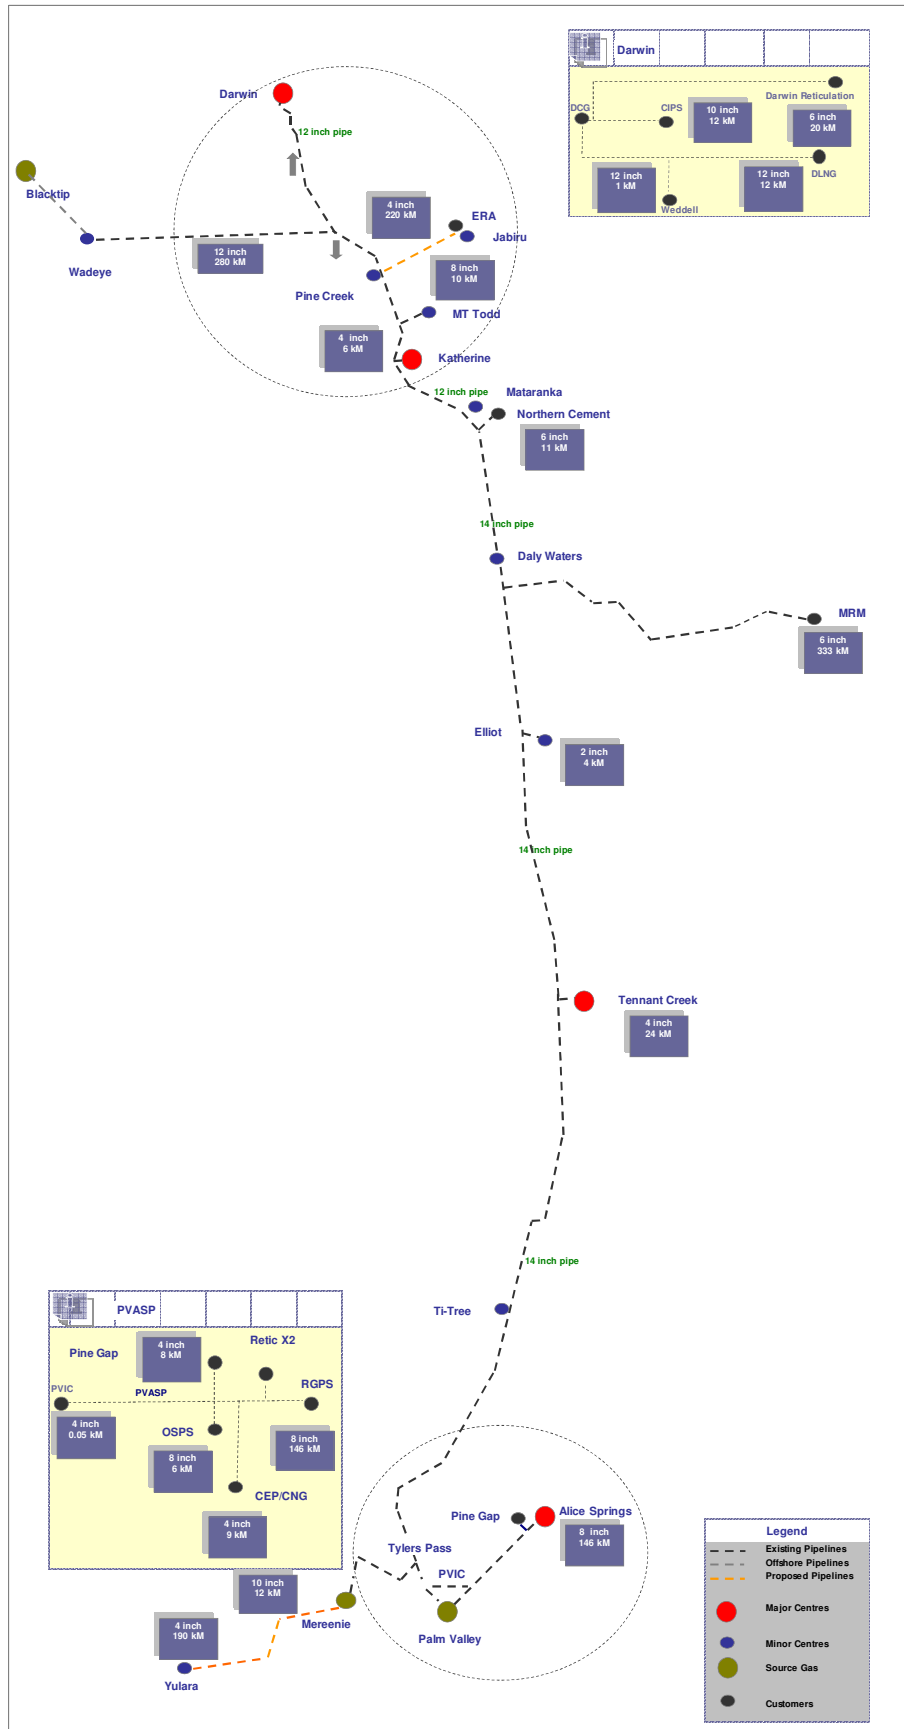 Darwin
DCG
CIPS
Darwin Reticulation
10 inch
12 kM
6 inch
20 kM
12 inch
1 kM
12 inch
12 kM
DLNG
Weddell
Darwin
12 inch pipe
Blacktip
Wadeye
12 inch
280 kM
4 inch
220 kM
ERA
Jabiru
8 inch
10 kM
Pine Creek
MT Todd
4 inch
6 kM
Katherine
12 inch pipe
Mataranka
Northern Cement
6 inch
11 kM
14 inch pipe
Daly Waters
MRM
6 inch
333 kM
Elliot
2 inch
4 kM
14 inch pipe
Tennant Creek
4 inch
24 kM
14 inch pipe
Ti-Tree
PVASP
Pine Gap
4 inch
8 kM
Retic X2
PVIC
PVASP
RGPS
4 inch
0.05 kM
OSPS
8 inch
146 kM
8 inch
6 kM
CEP/CNG
4 inch
9 kM
Pine Gap
Alice Springs
8 inch
146 kM
Tylers Pass
PVIC
10 inch
12 kM
Mereenie
Palm Valley
4 inch
190 kM
Yulara
Legend
Existing Pipelines
Offshore Pipelines
Proposed Pipelines
Major Centres
Minor Centres
Source Gas
Customers